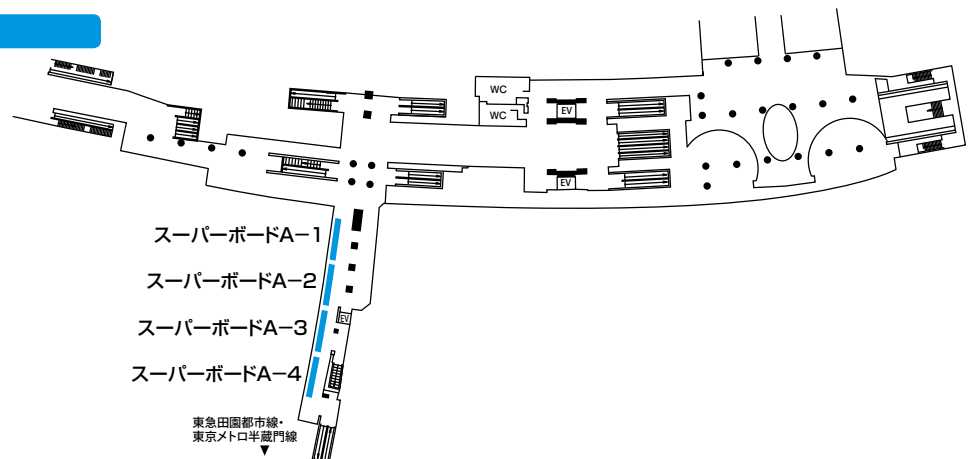 WC
WC
EV
EV
スーパーボードA−1
スーパーボードA−2
スーパーボードA−3
スーパーボードA−4
EV
東急田園都市線・
東京メトロ半蔵門線
▼